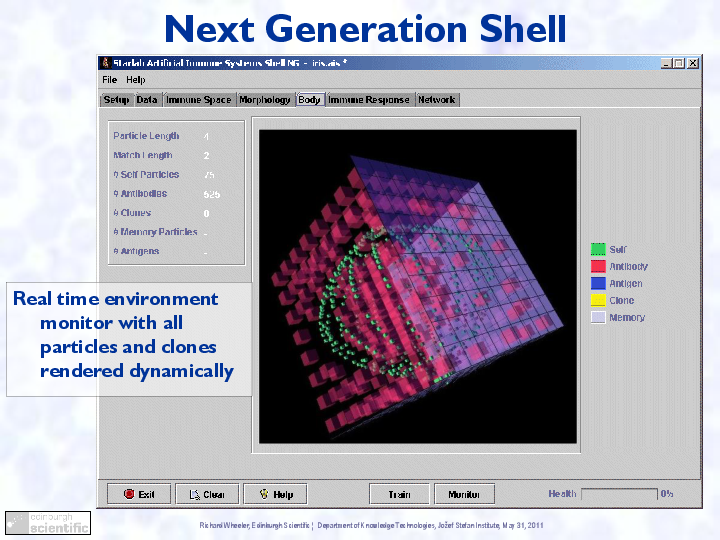 Next Generation Shell
Starlab Artificial Immune Systems Shell NG - iris.ais *
File Help
Setup Data Immune Space Morphology Body Immune Response Network
Particle Length 4
Match Length 2
# Self Particles 75
# Antibodies 525
# Clones 0
# Memory Particles -
# Antigens -
Self
Antibody
Antigen
Clone
Memory
Real time environment
monitor with all
particles and clones
rendered dynamically
Exit Clear Help Train Monitor Health 0%
edinburgh
scientific
Richard Wheeler, Edinburgh Scientific ¦ Department of Knowledge Technologies, Jožef Stefan Institute, May 31, 2011